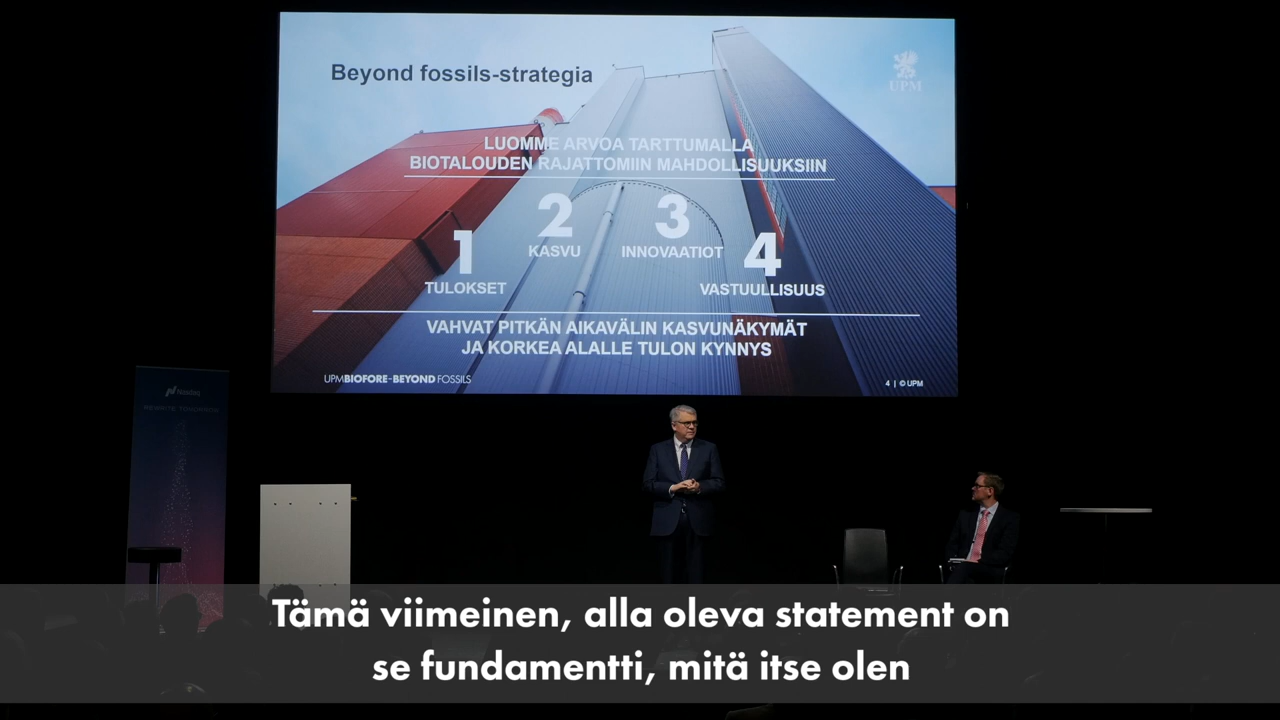 Beyond fossils-strategia
UPM
LUOMME ARVOA TARTTUMALLA
BIOTALOUDEN RAJATTOMIIN MAHDOLLISUUKSIIN
1
TULOKSET
2
KASVU
3
INNOVAATIOT
4
VASTUULLISUUS
VAHVAT PITKÄN AIKAVÄLIN KASVUNÄKYMÄT
JA KORKEA ALALLE TULON KYNNYS
UPMBIOFORE-BEYOND FOSSILS
4 | © UPM
Nasdaq
REWRITE TOMORROW
Tämä viimeinen, alla oleva statement on
se fundamentti, mitä itse olen